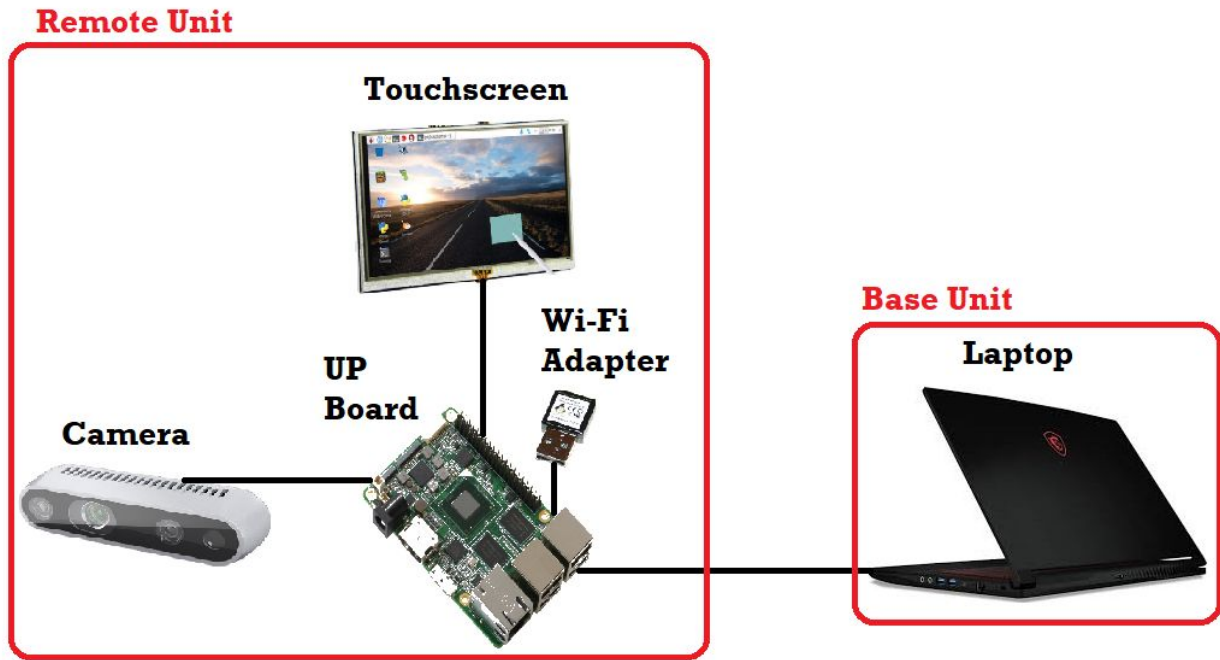 Remote Unit
Touchscreen
Wi-Fi
Adapter
UP
Board
Camera
Base Unit
Laptop